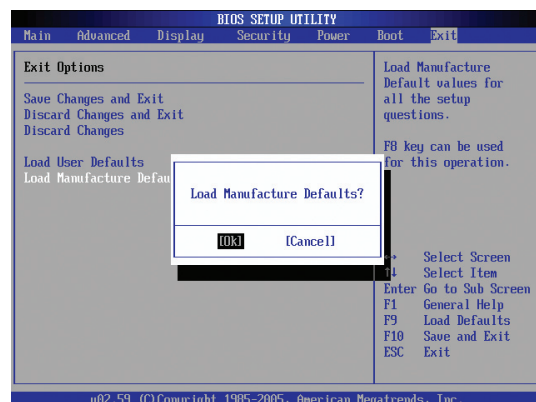 BIOS SETUP UTILITY
Main Advanced Display Security Power Boot Exit
Exit Options
Save Changes and Exit
Discard Changes and Exit
Discard Changes
Load User Defaults
Load Manufacture Defau
Load Manufacture Defaults?
[Ok] [Cancel]
Load Manufacture
Default values for
all the setup
questions.
F8 key can be used
for this operation.
↔ Select Screen
↑↓ Select Item
Enter Go to Sub Screen
F1 General Help
F9 Load Defaults
F10 Save and Exit
ESC Exit
v02.59 (C)Copyright 1985-2005, American Megatrends, Inc.